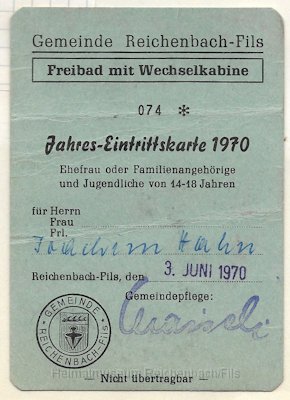 Gemeinde Reichenbach-Fils
Freibad mit Wechselkabine
074 *
Jahres-Eintrittskarte 1970
Ehefrau oder Familienangehörige
und Jugendliche von 14-18 Jahren
für Herrn
Frau
Frl.
Joachim Hahn
Reichenbach-Fils, den 3. JUNI 1970
Gemeindepflege:
GEMEINDE
REICHENBACH-FILS
Heimatmuseum Reichenbach/Fils
— Nicht übertragbar —